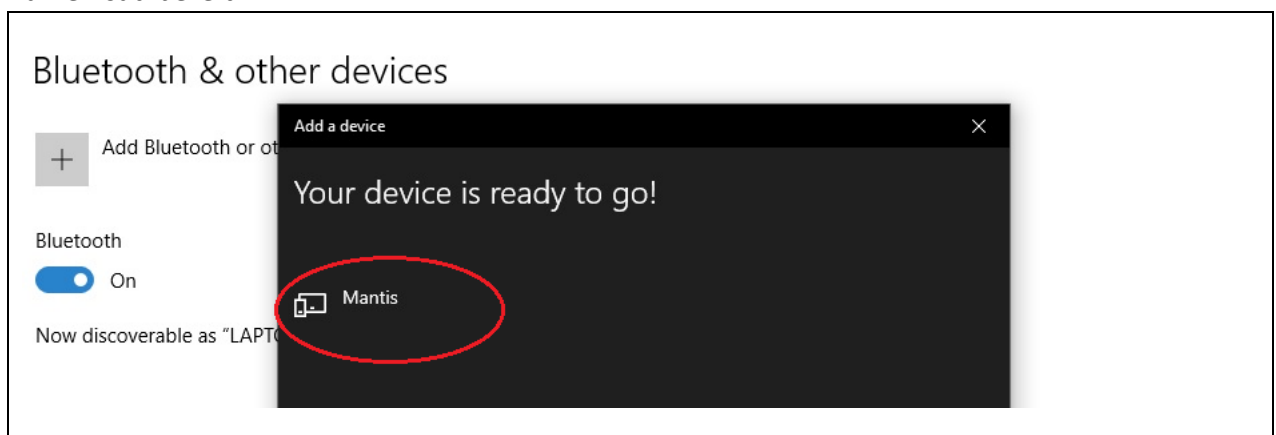 Bluetooth & other devices
Add a device
Add Bluetooth or ot
Your device is ready to go!
Bluetooth
On
Mantis
Now discoverable as "LAPT